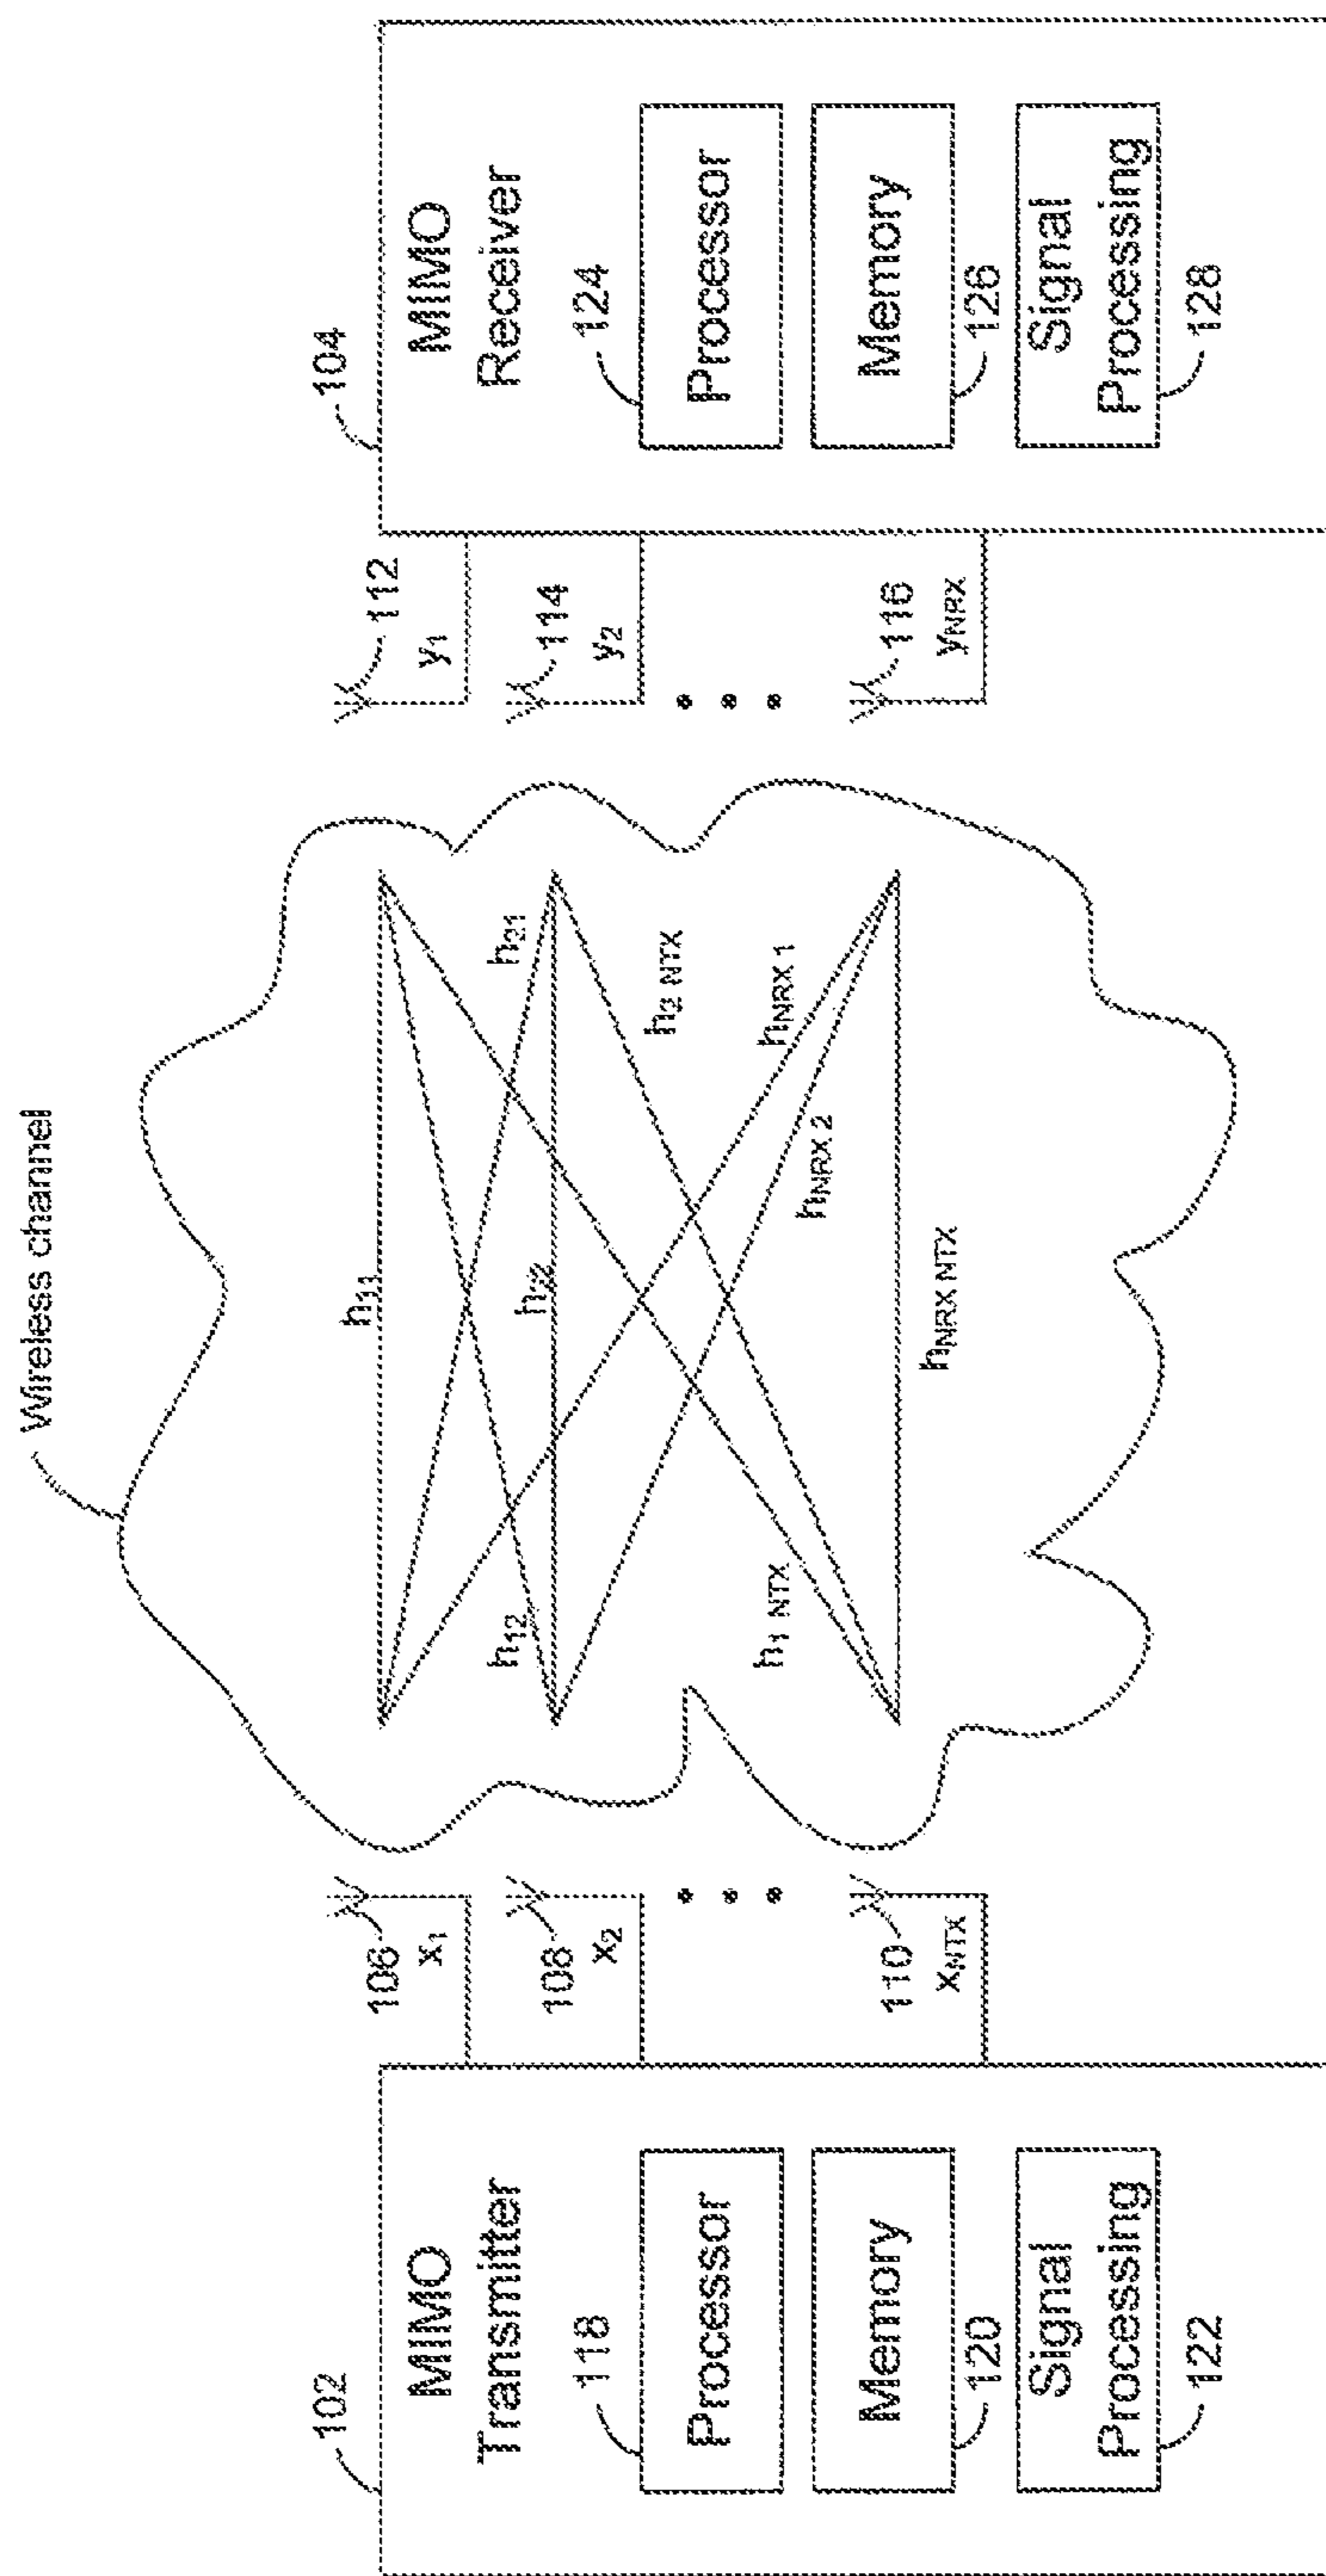 Wireless channel
102
MIMO
Transmitter
118
Processor
Memory
120
Signal
Processing
122
106
x1
108
x2
110
xNTX
h11
h12
h21
h22
h1 NTX
h2 NTX
hNRX 1
hNRX 2
hNRX NTX
112
y1
114
y2
116
yNRX
104
MIMO
Receiver
124
Processor
Memory
126
Signal
Processing
128